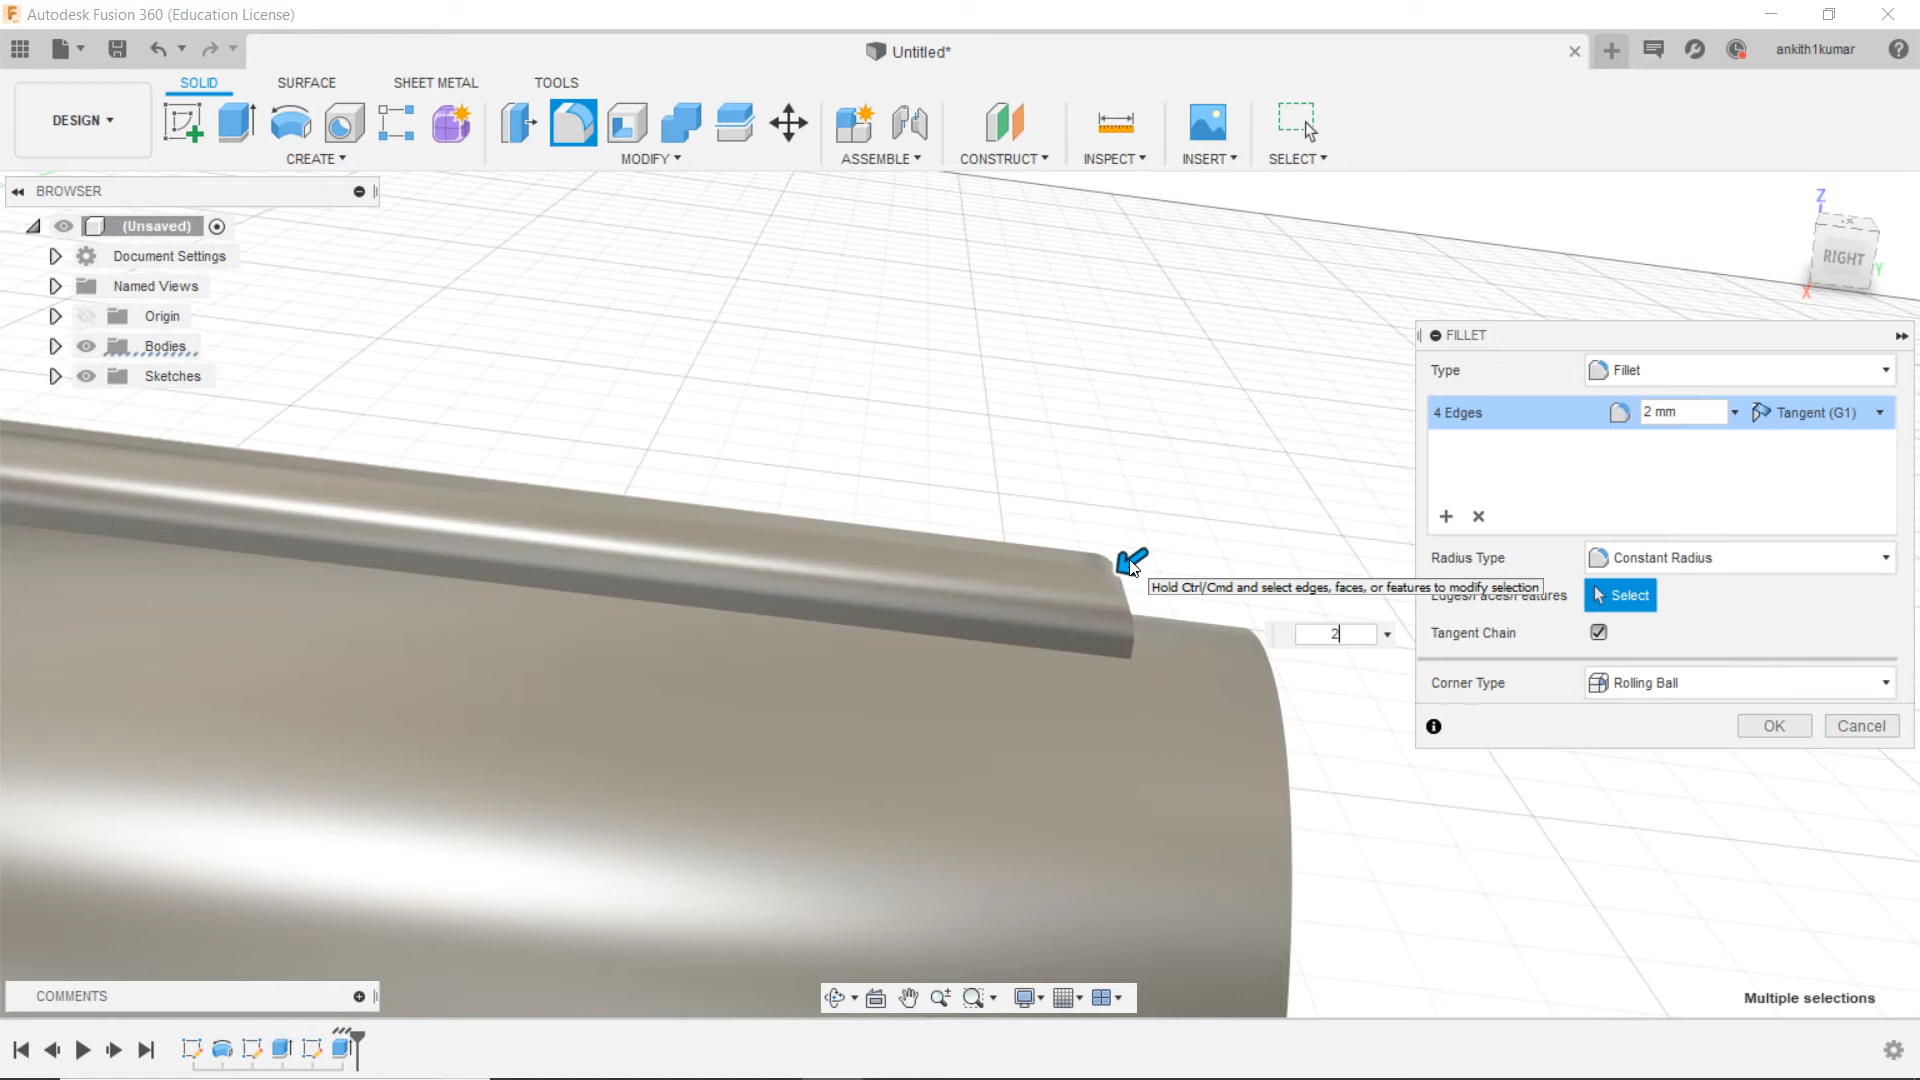 Autodesk Fusion 360 (Education License)
Untitled*
ankith1kumar
DESIGN
SOLID
SURFACE
SHEET METAL
TOOLS
CREATE
MODIFY
ASSEMBLE
CONSTRUCT
INSPECT
INSERT
SELECT
BROWSER
(Unsaved)
Document Settings
Named Views
Origin
Bodies
Sketches
Z
RIGHT
Y
X
FILLET
Type
Fillet
4 Edges
2 mm
Tangent (G1)
Radius Type
Constant Radius
Hold Ctrl/Cmd and select edges, faces, or features to modify selection
Edges/Faces/Features
Select
2
Tangent Chain
Corner Type
Rolling Ball
OK
Cancel
COMMENTS
Multiple selections